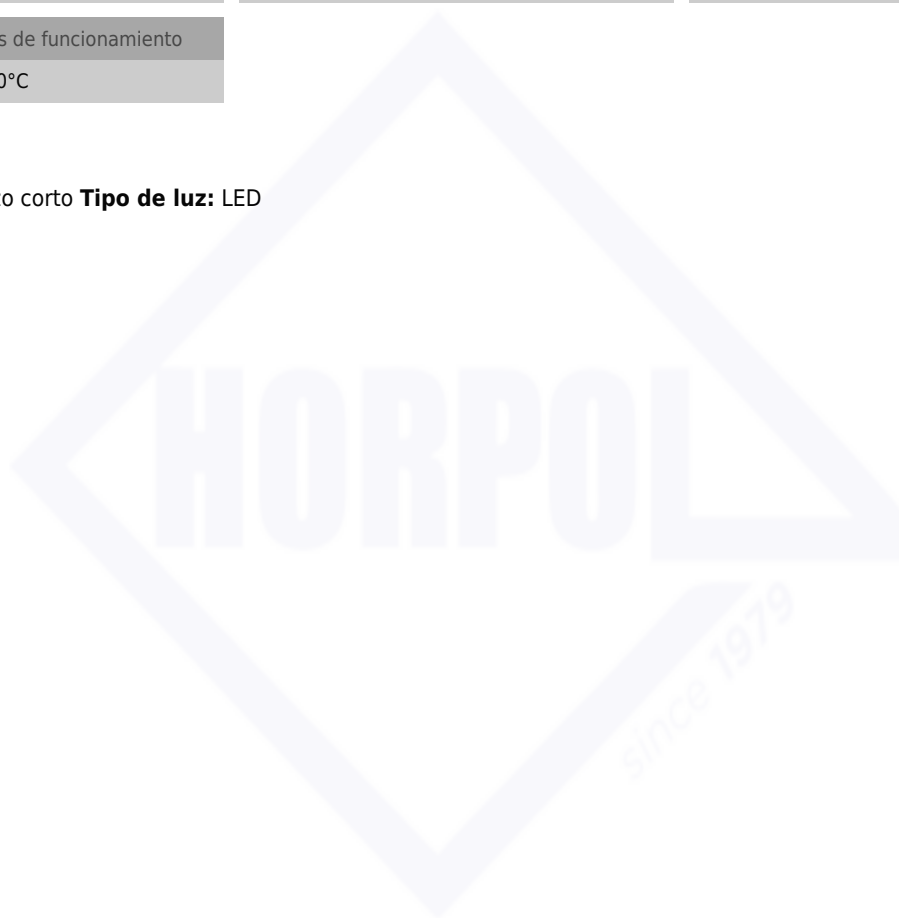 s de funcionamiento
0°C
o corto Tipo de luz: LED
HORPOL
since 1979